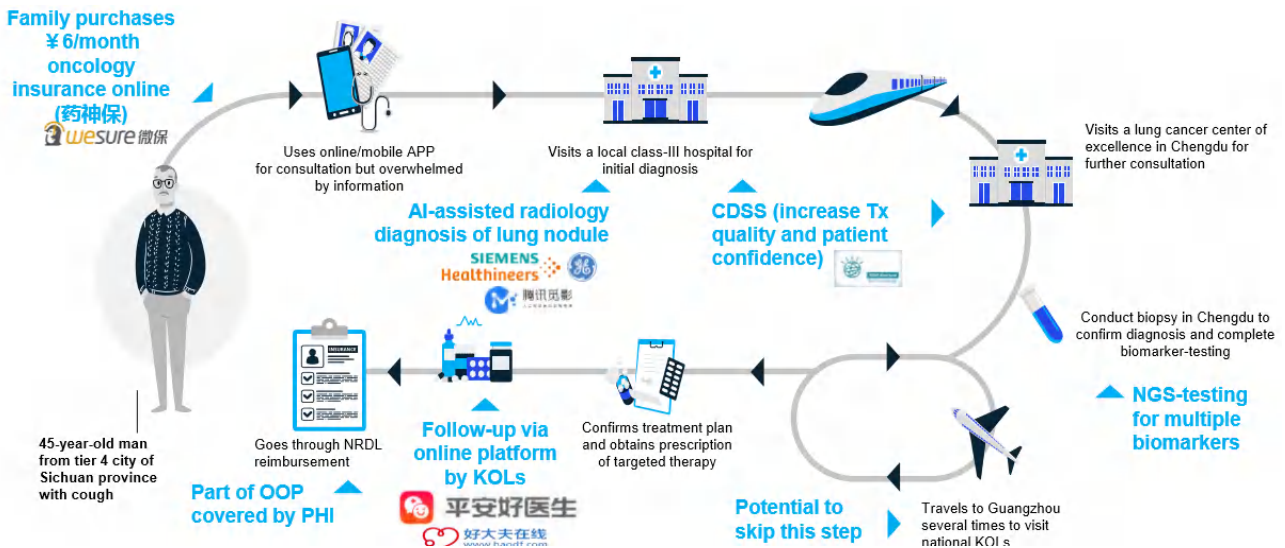 Family purchases
¥ 6/month
oncology
insurance online
(药神保)
wesure 微保
Uses online/mobile APP
for consultation but overwhelmed
by information
Visits a local class-III hospital for
initial diagnosis
Visits a lung cancer center of
excellence in Chengdu for
further consultation
AI-assisted radiology
diagnosis of lung nodule
SIEMENS
Healthineers
腾讯觅影
CDSS (increase Tx
quality and patient
confidence)
Conduct biopsy in Chengdu to
confirm diagnosis and complete
biomarker-testing
NGS-testing
for multiple
biomarkers
INSURANCE
45-year-old man
from tier 4 city of
Sichuan province
with cough
Goes through NRDL
reimbursement
Part of OOP
covered by PHI
Follow-up via
online platform
by KOLs
平安好医生
好大夫在线
www.haodf.com
Confirms treatment plan
and obtains prescription
of targeted therapy
Potential to
skip this step
Travels to Guangzhou
several times to visit
national KOLs